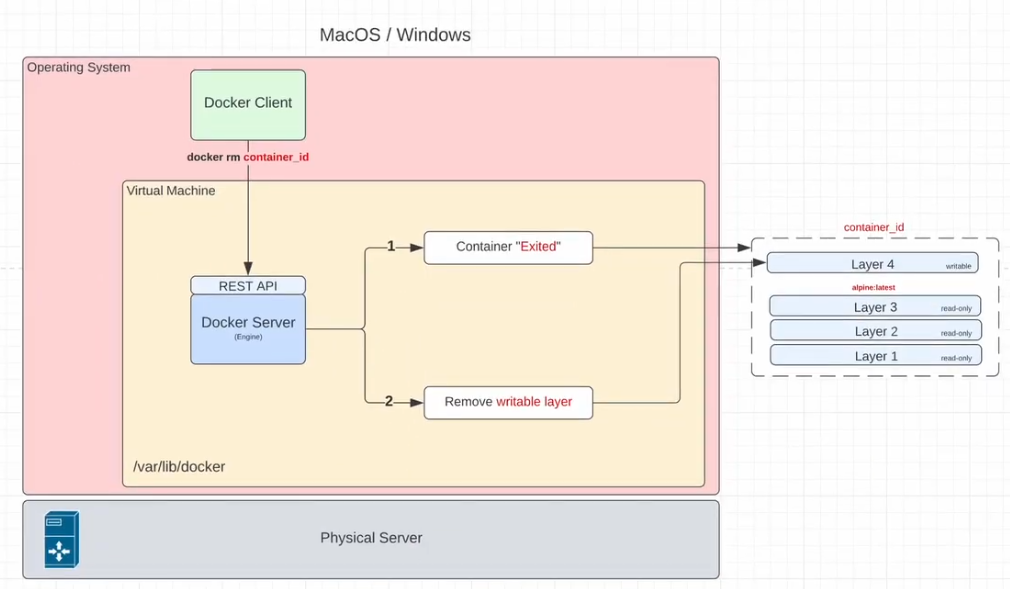 MacOS / Windows
Operating System
Docker Client
docker rm container_id
Virtual Machine
REST API
Docker Server
(Engine)
1
Container "Exited"
2
Remove writable layer
/var/lib/docker
container_id
Layer 4 writable
alpine:latest
Layer 3 read-only
Layer 2 read-only
Layer 1 read-only
Physical Server